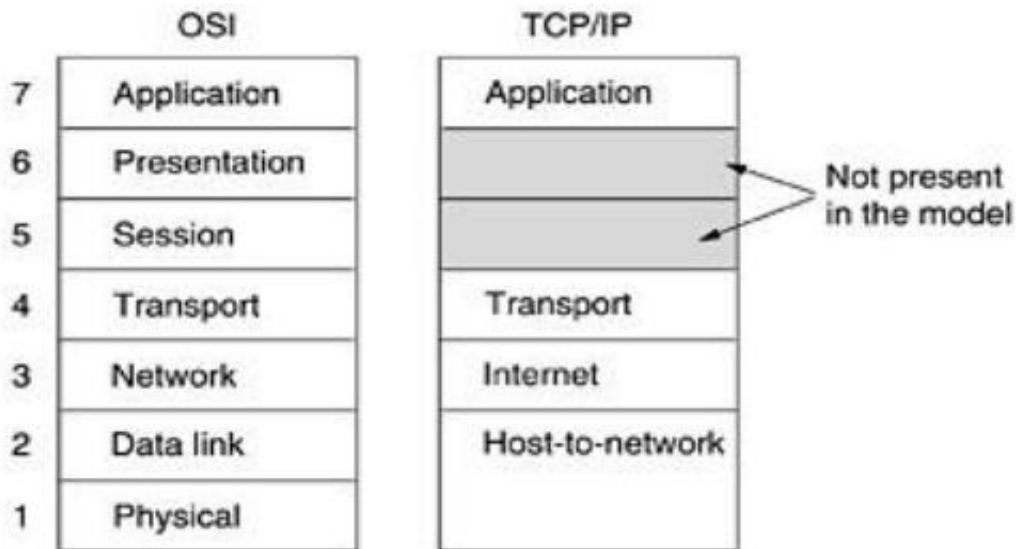 OSI TCP/IP
7 Application Application
6 Presentation
5 Session
Not present
in the model
4 Transport Transport
3 Network Internet
2 Data link Host-to-network
1 Physical